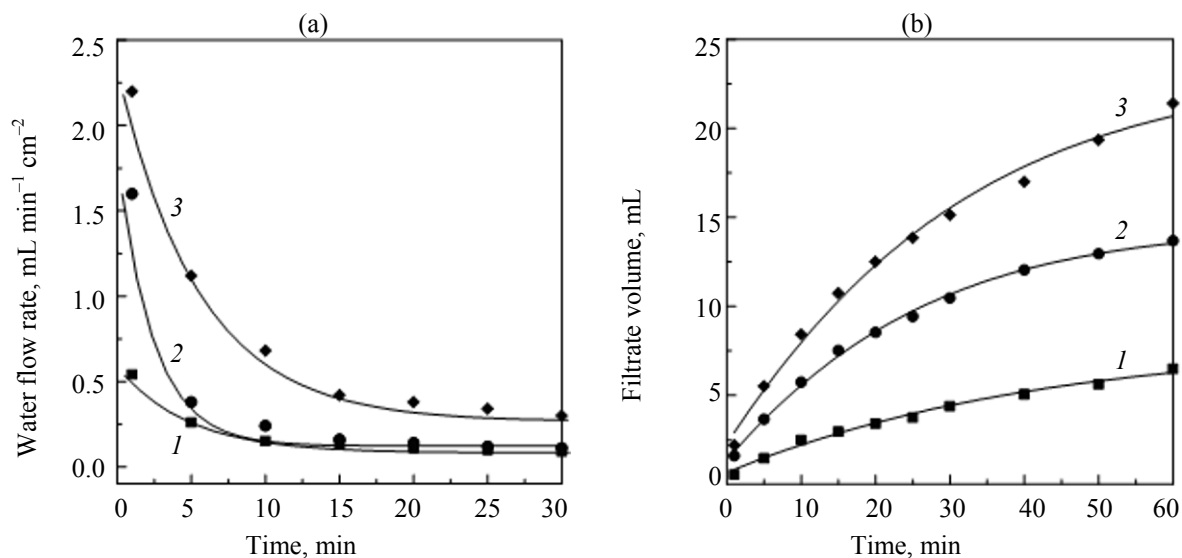 (a)
Water flow rate, mL min⁻¹ cm⁻²
2.5
2.0
1.5
1.0
0.5
0.0
3
2
1
0 5 10 15 20 25 30
Time, min
(b)
Filtrate volume, mL
25
20
15
10
5
0
3
2
1
0 10 20 30 40 50 60
Time, min